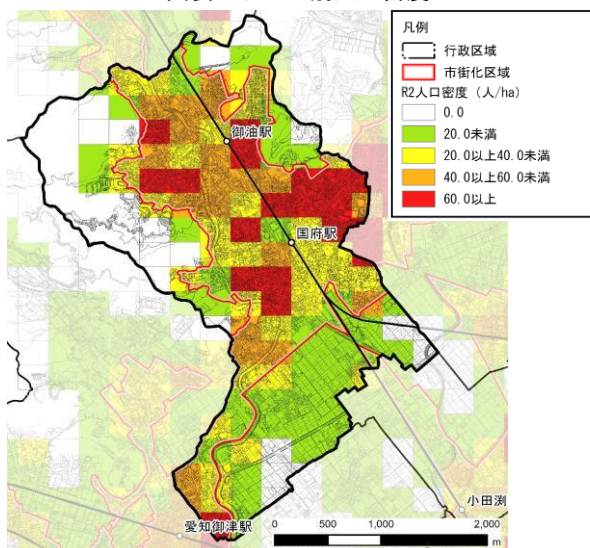 凡例
行政区域
市街化区域
R2人口密度（人/ha）
0.0
20.0未満
20.0以上40.0未満
40.0以上60.0未満
60.0以上
御油駅
国府駅
小田渕
愛知御津駅
0 500 1,000 2,000
m